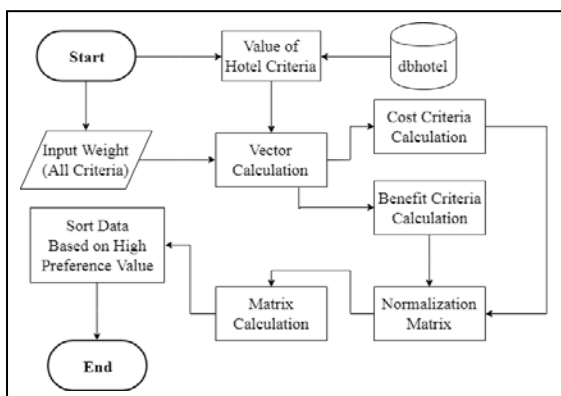 Start
Value of
Hotel Criteria
dbhotel
Input Weight
(All Criteria)
Vector
Calculation
Cost Criteria
Calculation
Benefit Criteria
Calculation
Sort Data
Based on High
Preference Value
Matrix
Calculation
Normalization
Matrix
End